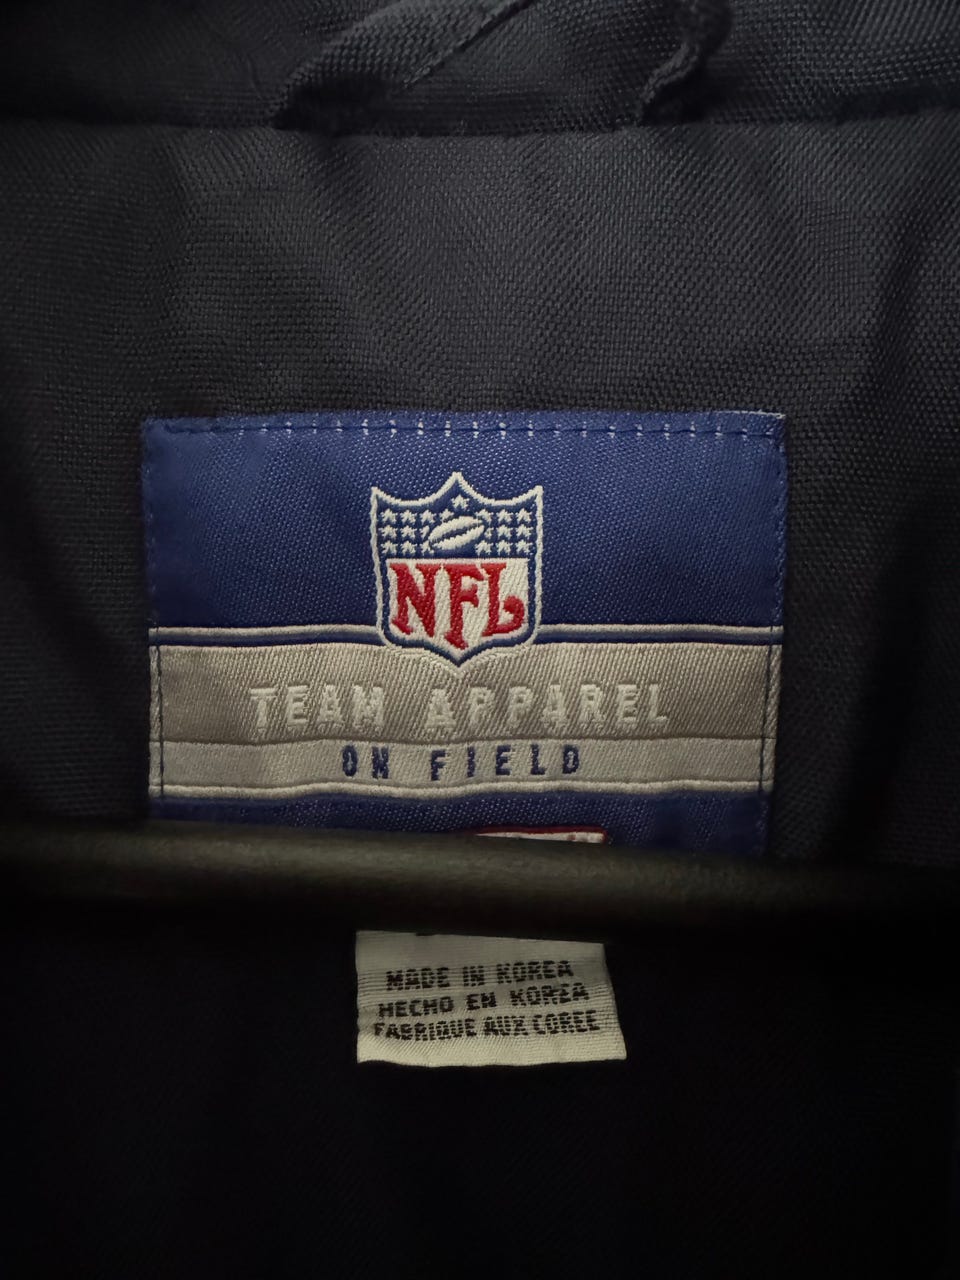 NFL
TEAM APPAREL
ON FIELD
MADE IN KOREA
HECHO EN KOREA
FABRIQUE AUX COREE